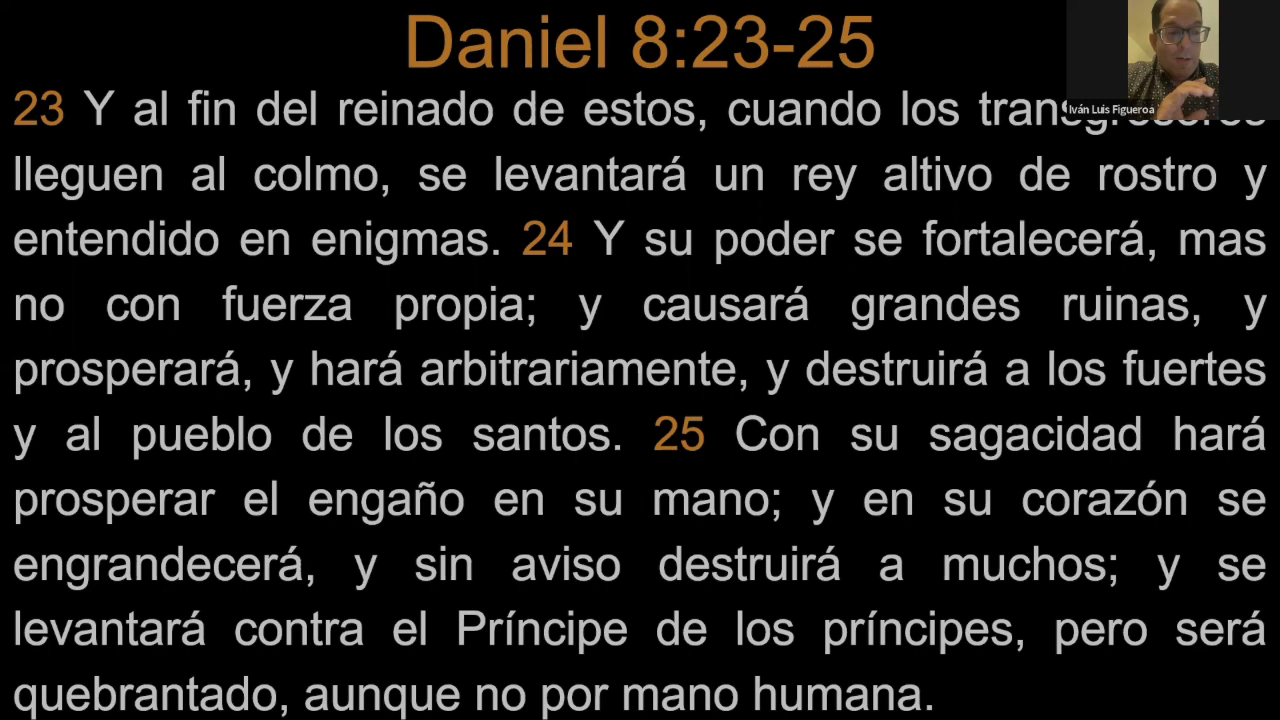 Daniel 8:23-25
Iván Luis Figueroa
23 Y al fin del reinado de estos, cuando los
lleguen al colmo, se levantará un rey altivo de rostro y
entendido en enigmas. 24 Y su poder se fortalecerá, mas
no con fuerza propia; y causará grandes ruinas, y
prosperará, y hará arbitrariamente, y destruirá a los fuertes
y al pueblo de los santos. 25 Con su sagacidad hará
prosperar el engaño en su mano; y en su corazón se
engrandecerá, y sin aviso destruirá a muchos; y se
levantará contra el Príncipe de los príncipes, pero será
quebrantado, aunque no por mano humana.